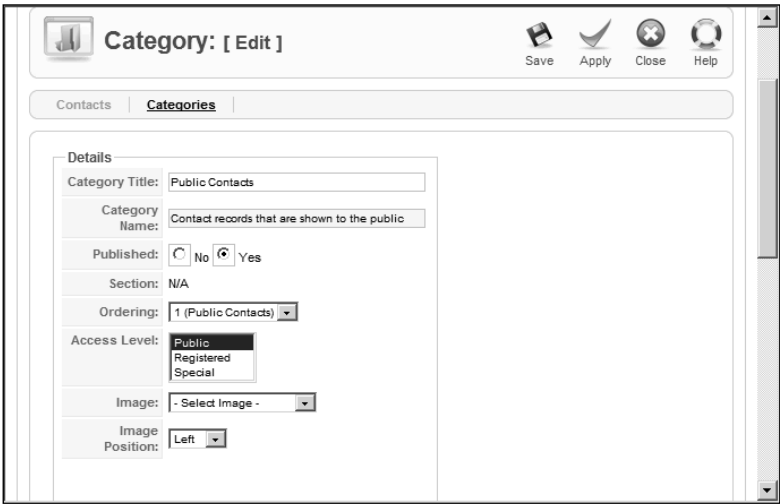 Category: [ Edit ]
Save Apply Close Help
Contacts Categories
Details
Category Title: Public Contacts
Category
Name: Contact records that are shown to the public
Published: No Yes
Section: N/A
Ordering: 1 (Public Contacts)
Access Level: Public
Registered
Special
Image: - Select Image -
Image
Position: Left